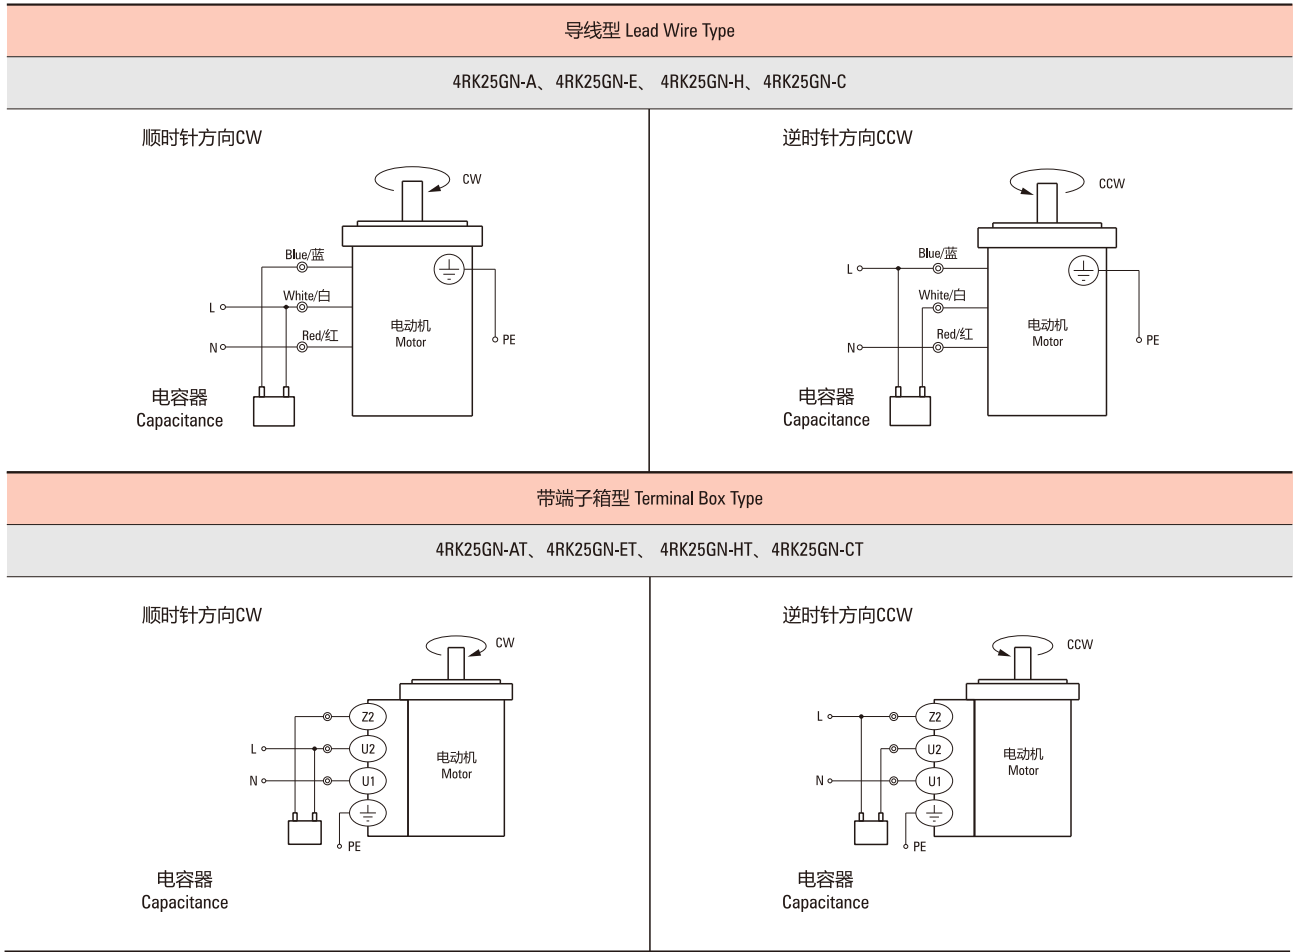 导线型 Lead Wire Type
4RK25GN-A、4RK25GN-E、 4RK25GN-H、4RK25GN-C
顺时针方向CW
CW
Blue/蓝
White/白
L
Red/红
N
电动机
Motor
PE
电容器
Capacitance
逆时针方向CCW
CCW
Blue/蓝
L
White/白
Red/红
N
电动机
Motor
PE
电容器
Capacitance
带端子箱型 Terminal Box Type
4RK25GN-AT、4RK25GN-ET、 4RK25GN-HT、4RK25GN-CT
顺时针方向CW
CW
Z2
L
U2
N
U1
电动机
Motor
PE
电容器
Capacitance
逆时针方向CCW
CCW
L
Z2
U2
N
U1
电动机
Motor
PE
电容器
Capacitance